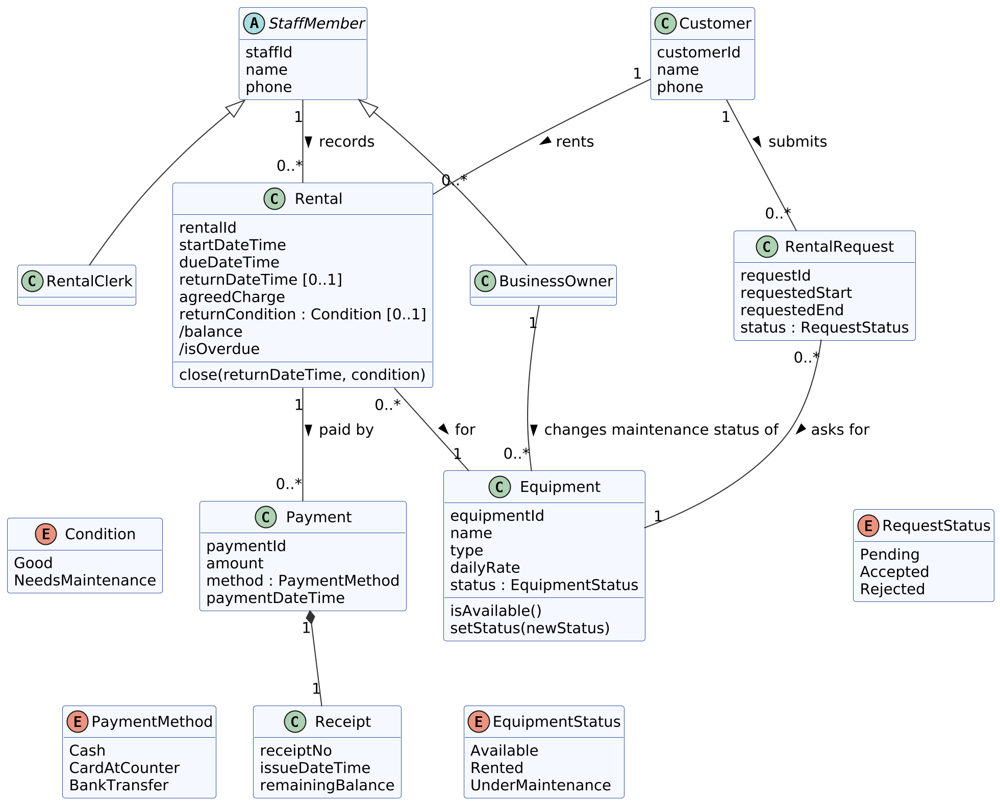 A StaffMember
staffId
name
phone
C Customer
customerId
name
phone
1
1
1
records
rents
submits
0..*
0..*
0..*
C Rental
rentalId
startDateTime
dueDateTime
returnDateTime [0..1]
agreedCharge
returnCondition : Condition [0..1]
/balance
/isOverdue
close(returnDateTime, condition)
C RentalClerk
C BusinessOwner
C RentalRequest
requestId
requestedStart
requestedEnd
status : RequestStatus
1
0..*
1
0..*
paid by
for
changes maintenance status of
asks for
0..*
1
0..*
1
C Equipment
equipmentId
name
type
dailyRate
status : EquipmentStatus
isAvailable()
setStatus(newStatus)
C Payment
paymentId
amount
method : PaymentMethod
paymentDateTime
E Condition
Good
NeedsMaintenance
E RequestStatus
Pending
Accepted
Rejected
1
1
E PaymentMethod
Cash
CardAtCounter
BankTransfer
C Receipt
receiptNo
issueDateTime
remainingBalance
E EquipmentStatus
Available
Rented
UnderMaintenance